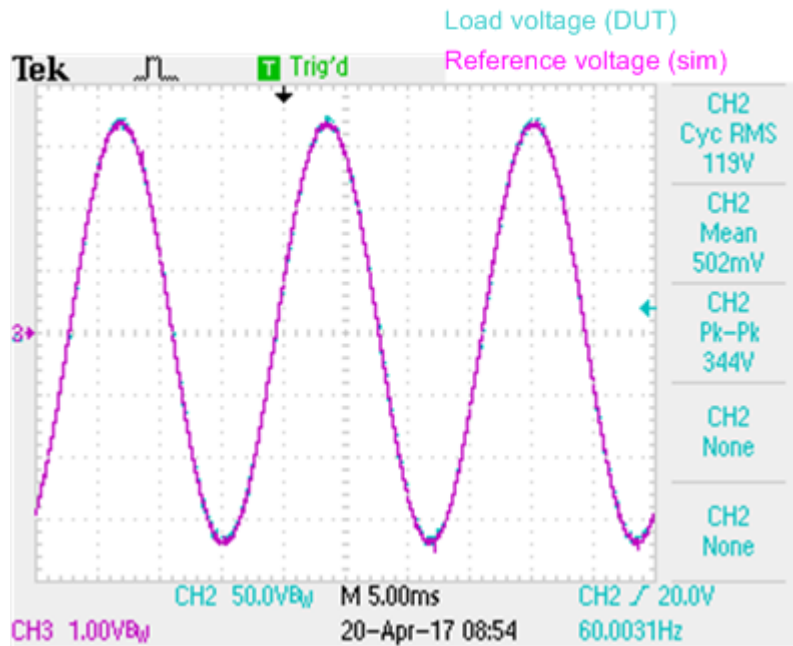 Load voltage (DUT)
Tek T Trig'd Reference voltage (sim)
CH2
Cyc RMS
119V
CH2
Mean
502mV
CH2
Pk-Pk
344V
CH2
None
CH2
None
3
CH2 50.0VBw M 5.00ms CH2 20.0V
CH3 1.00VBw 20-Apr-17 08:54 60.0031Hz